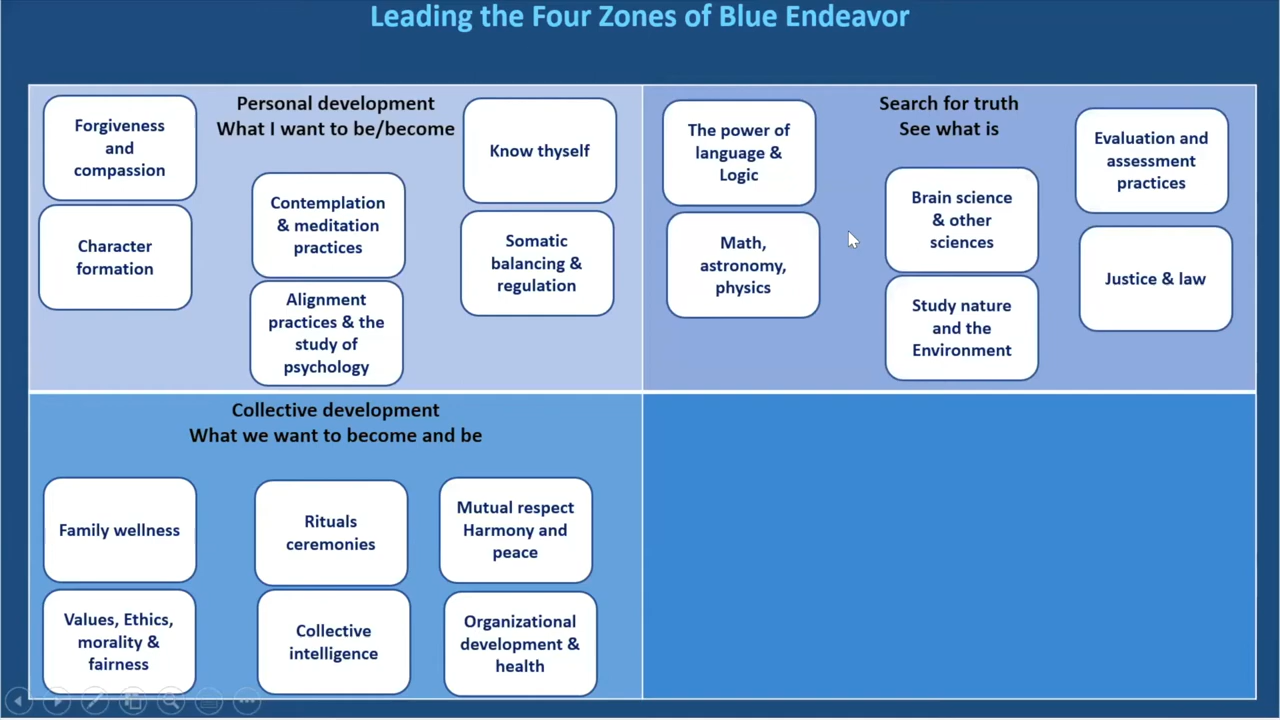 Leading the Four Zones of Blue Endeavor
Personal development
What I want to be/become
Forgiveness
and
compassion
Character
formation
Contemplation
& meditation
practices
Alignment
practices & the
study of
psychology
Know thyself
Somatic
balancing &
regulation
Search for truth
See what is
The power of
language &
Logic
Math,
astronomy,
physics
Brain science
& other
sciences
Study nature
and the
Environment
Evaluation and
assessment
practices
Justice & law
Collective development
What we want to become and be
Family wellness
Values, Ethics,
morality &
fairness
Rituals
ceremonies
Collective
intelligence
Mutual respect
Harmony and
peace
Organizational
development &
health